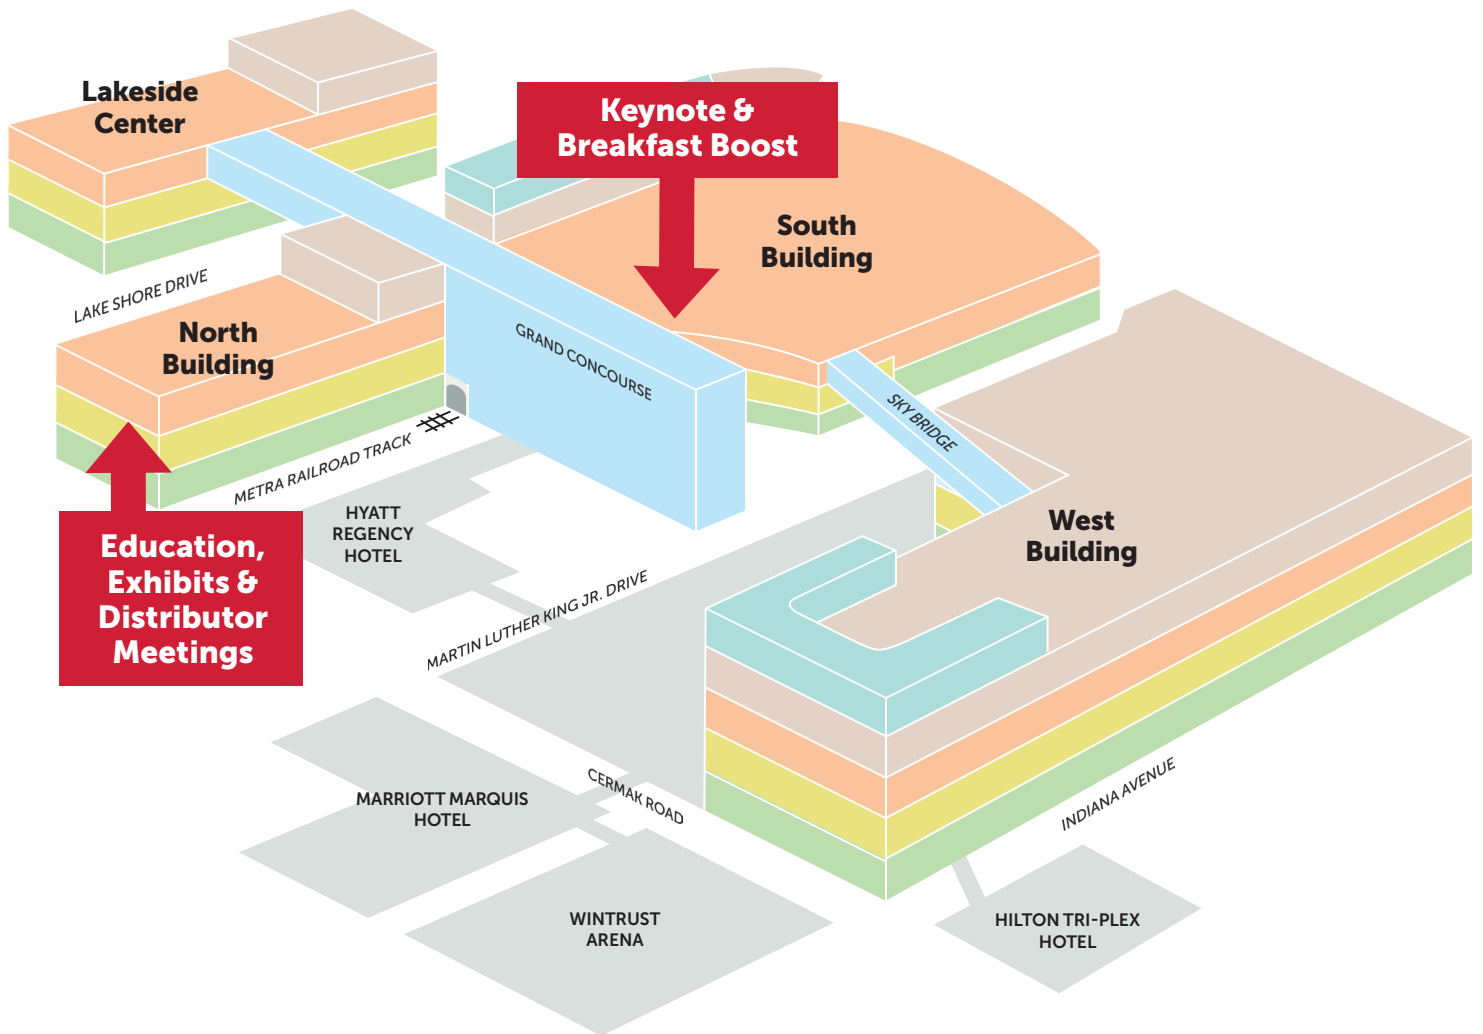 Lakeside
Center
Keynote &
Breakfast Boost
South
Building
LAKE SHORE DRIVE
North
Building
GRAND CONCOURSE
SKY BRIDGE
METRA RAILROAD TRACK
HYATT
REGENCY
HOTEL
West
Building
Education,
Exhibits &
Distributor
Meetings
MARTIN LUTHER KING JR. DRIVE
CERMAK ROAD
MARRIOTT MARQUIS
HOTEL
INDIANA AVENUE
WINTRUST
ARENA
HILTON TRI-PLEX
HOTEL